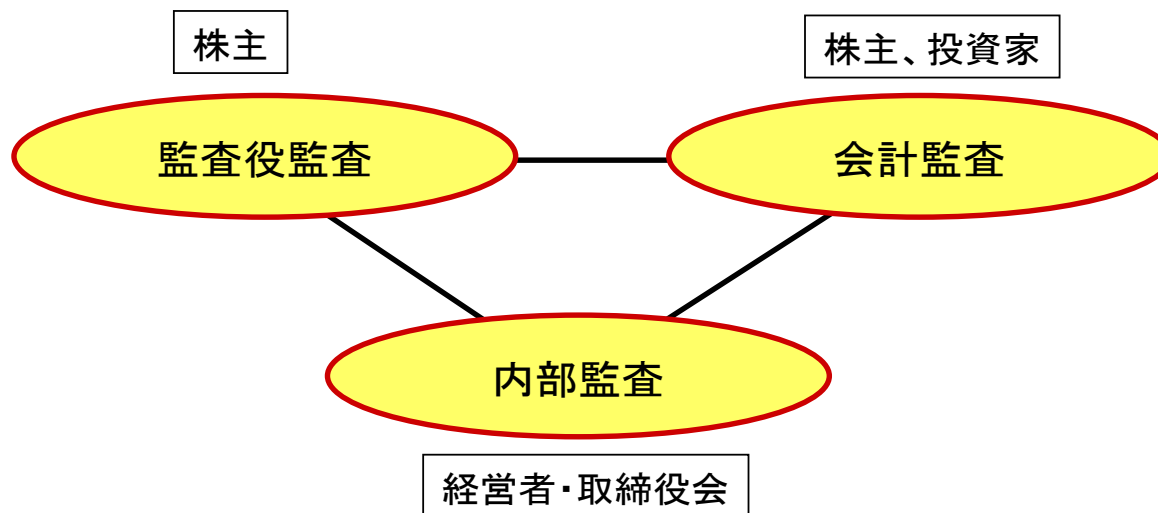 株主
株主、投資家
監査役監査
会計監査
内部監査
経営者・取締役会